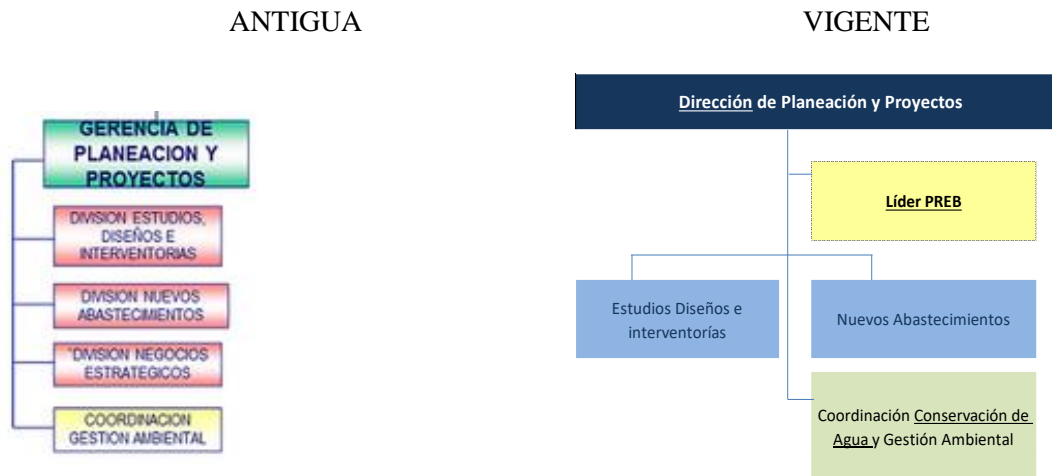 ANTIGUA
VIGENTE
GERENCIA DE
PLANEACION Y
PROYECTOS
DIVISION ESTUDIOS,
DISEÑOS E
INTERVENTORIAS
DIVISION NUEVOS
ABASTECIMIENTOS
*DIVISION NEGOCIOS
ESTRATEGICOS
COORDINACION
GESTION AMBIENTAL
Dirección de Planeación y Proyectos
Líder PREB
Estudios Diseños e
interventorías
Nuevos Abastecimientos
Coordinación Conservación de
Agua y Gestión Ambiental